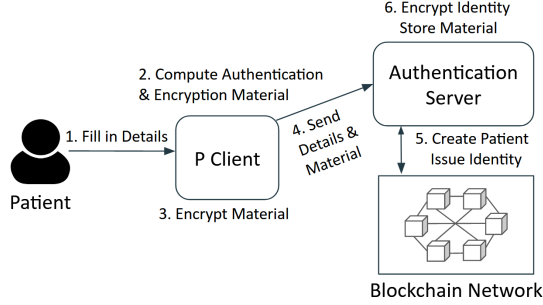 6. Encrypt Identity
Store Material
2. Compute Authentication
& Encryption Material
Authentication
Server
1. Fill in Details
P Client
4. Send
Details &
Material
5. Create Patient
Issue Identity
Patient
3. Encrypt Material
Blockchain Network